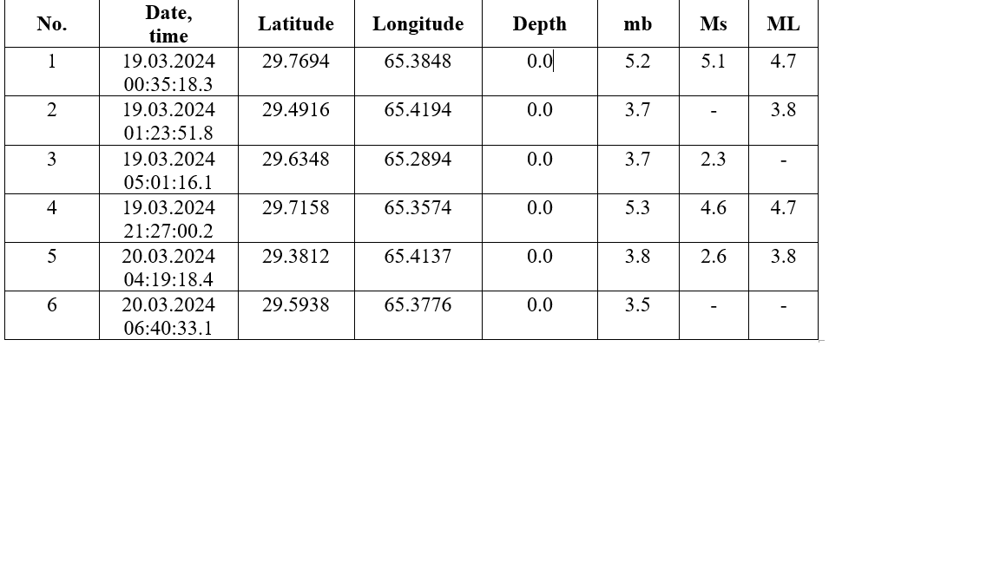 No. Date, time Latitude Longitude Depth mb Ms ML
1 19.03.2024 29.7694 65.3848 0.0 5.2 5.1 4.7
00:35:18.3
2 19.03.2024 29.4916 65.4194 0.0 3.7 - 3.8
01:23:51.8
3 19.03.2024 29.6348 65.2894 0.0 3.7 2.3 -
05:01:16.1
4 19.03.2024 29.7158 65.3574 0.0 5.3 4.6 4.7
21:27:00.2
5 20.03.2024 29.3812 65.4137 0.0 3.8 2.6 3.8
04:19:18.4
6 20.03.2024 29.5938 65.3776 0.0 3.5 - -
06:40:33.1